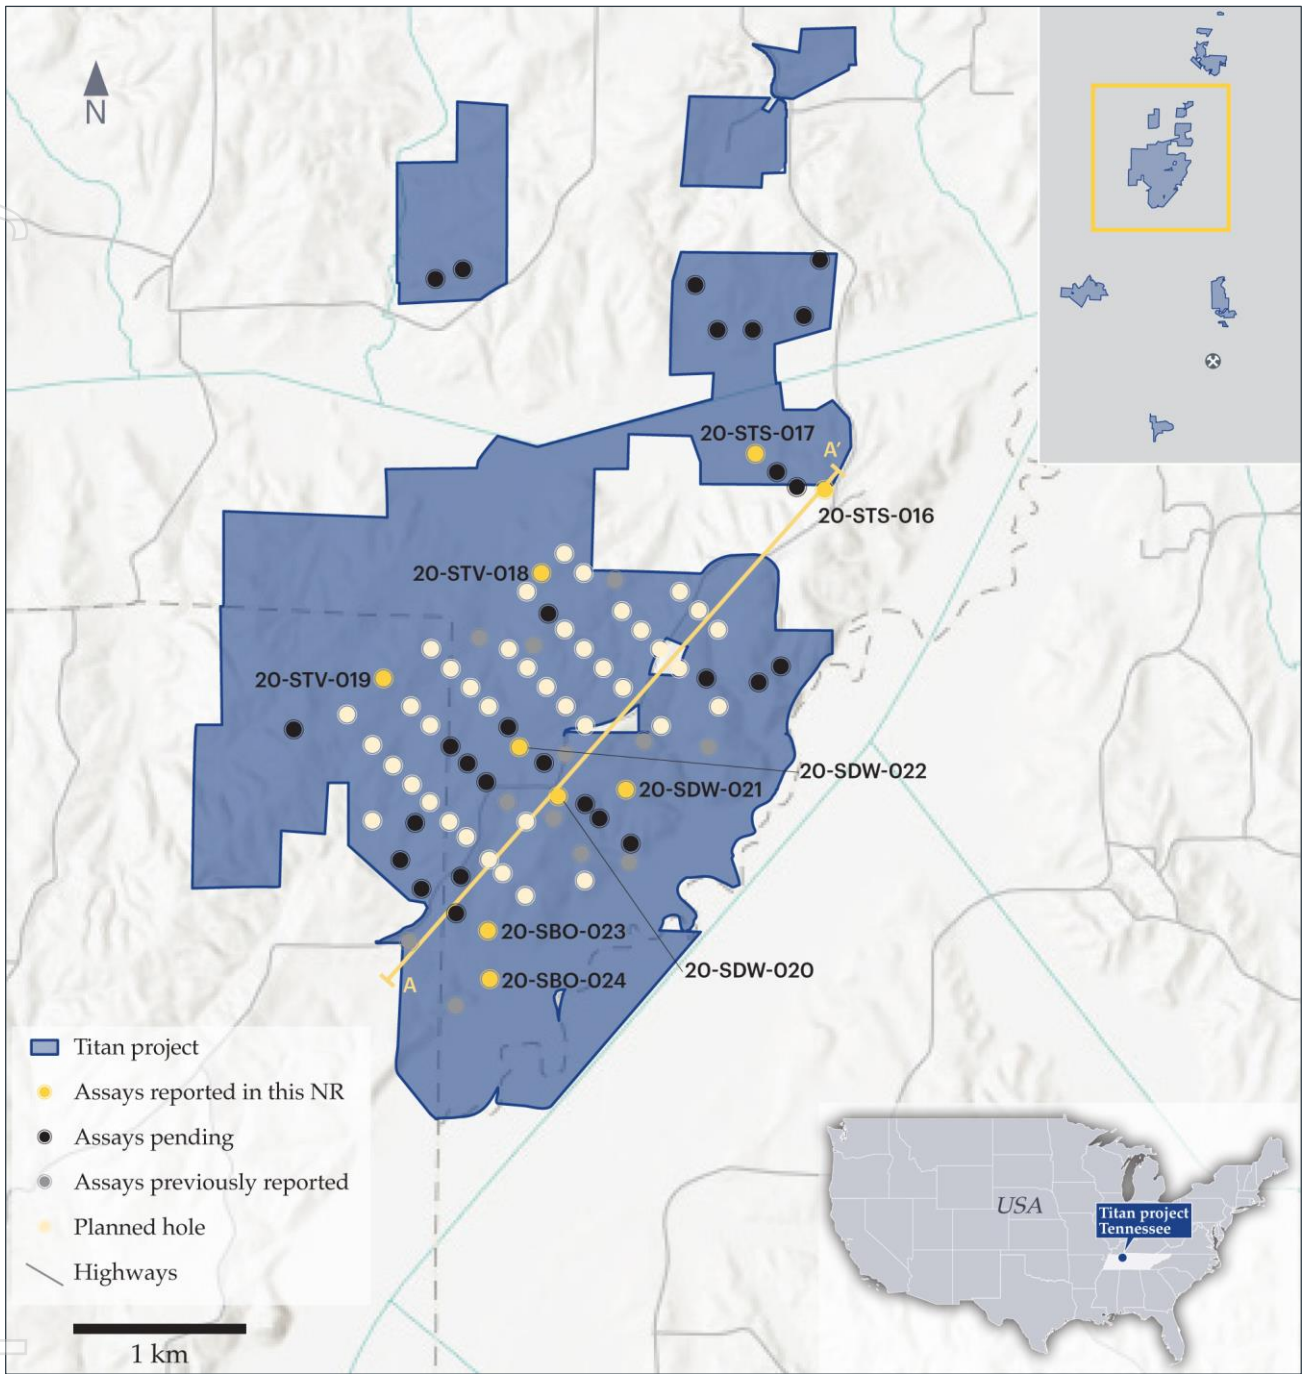 N
20-STS-017
A'
20-STS-016
20-STV-018
20-STV-019
20-SDW-022
20-SDW-021
20-SBO-023
20-SDW-020
20-SBO-024
A
Titan project
Assays reported in this NR
Assays pending
Assays previously reported
Planned hole
Highways
1 km
USA
Titan project
Tennessee